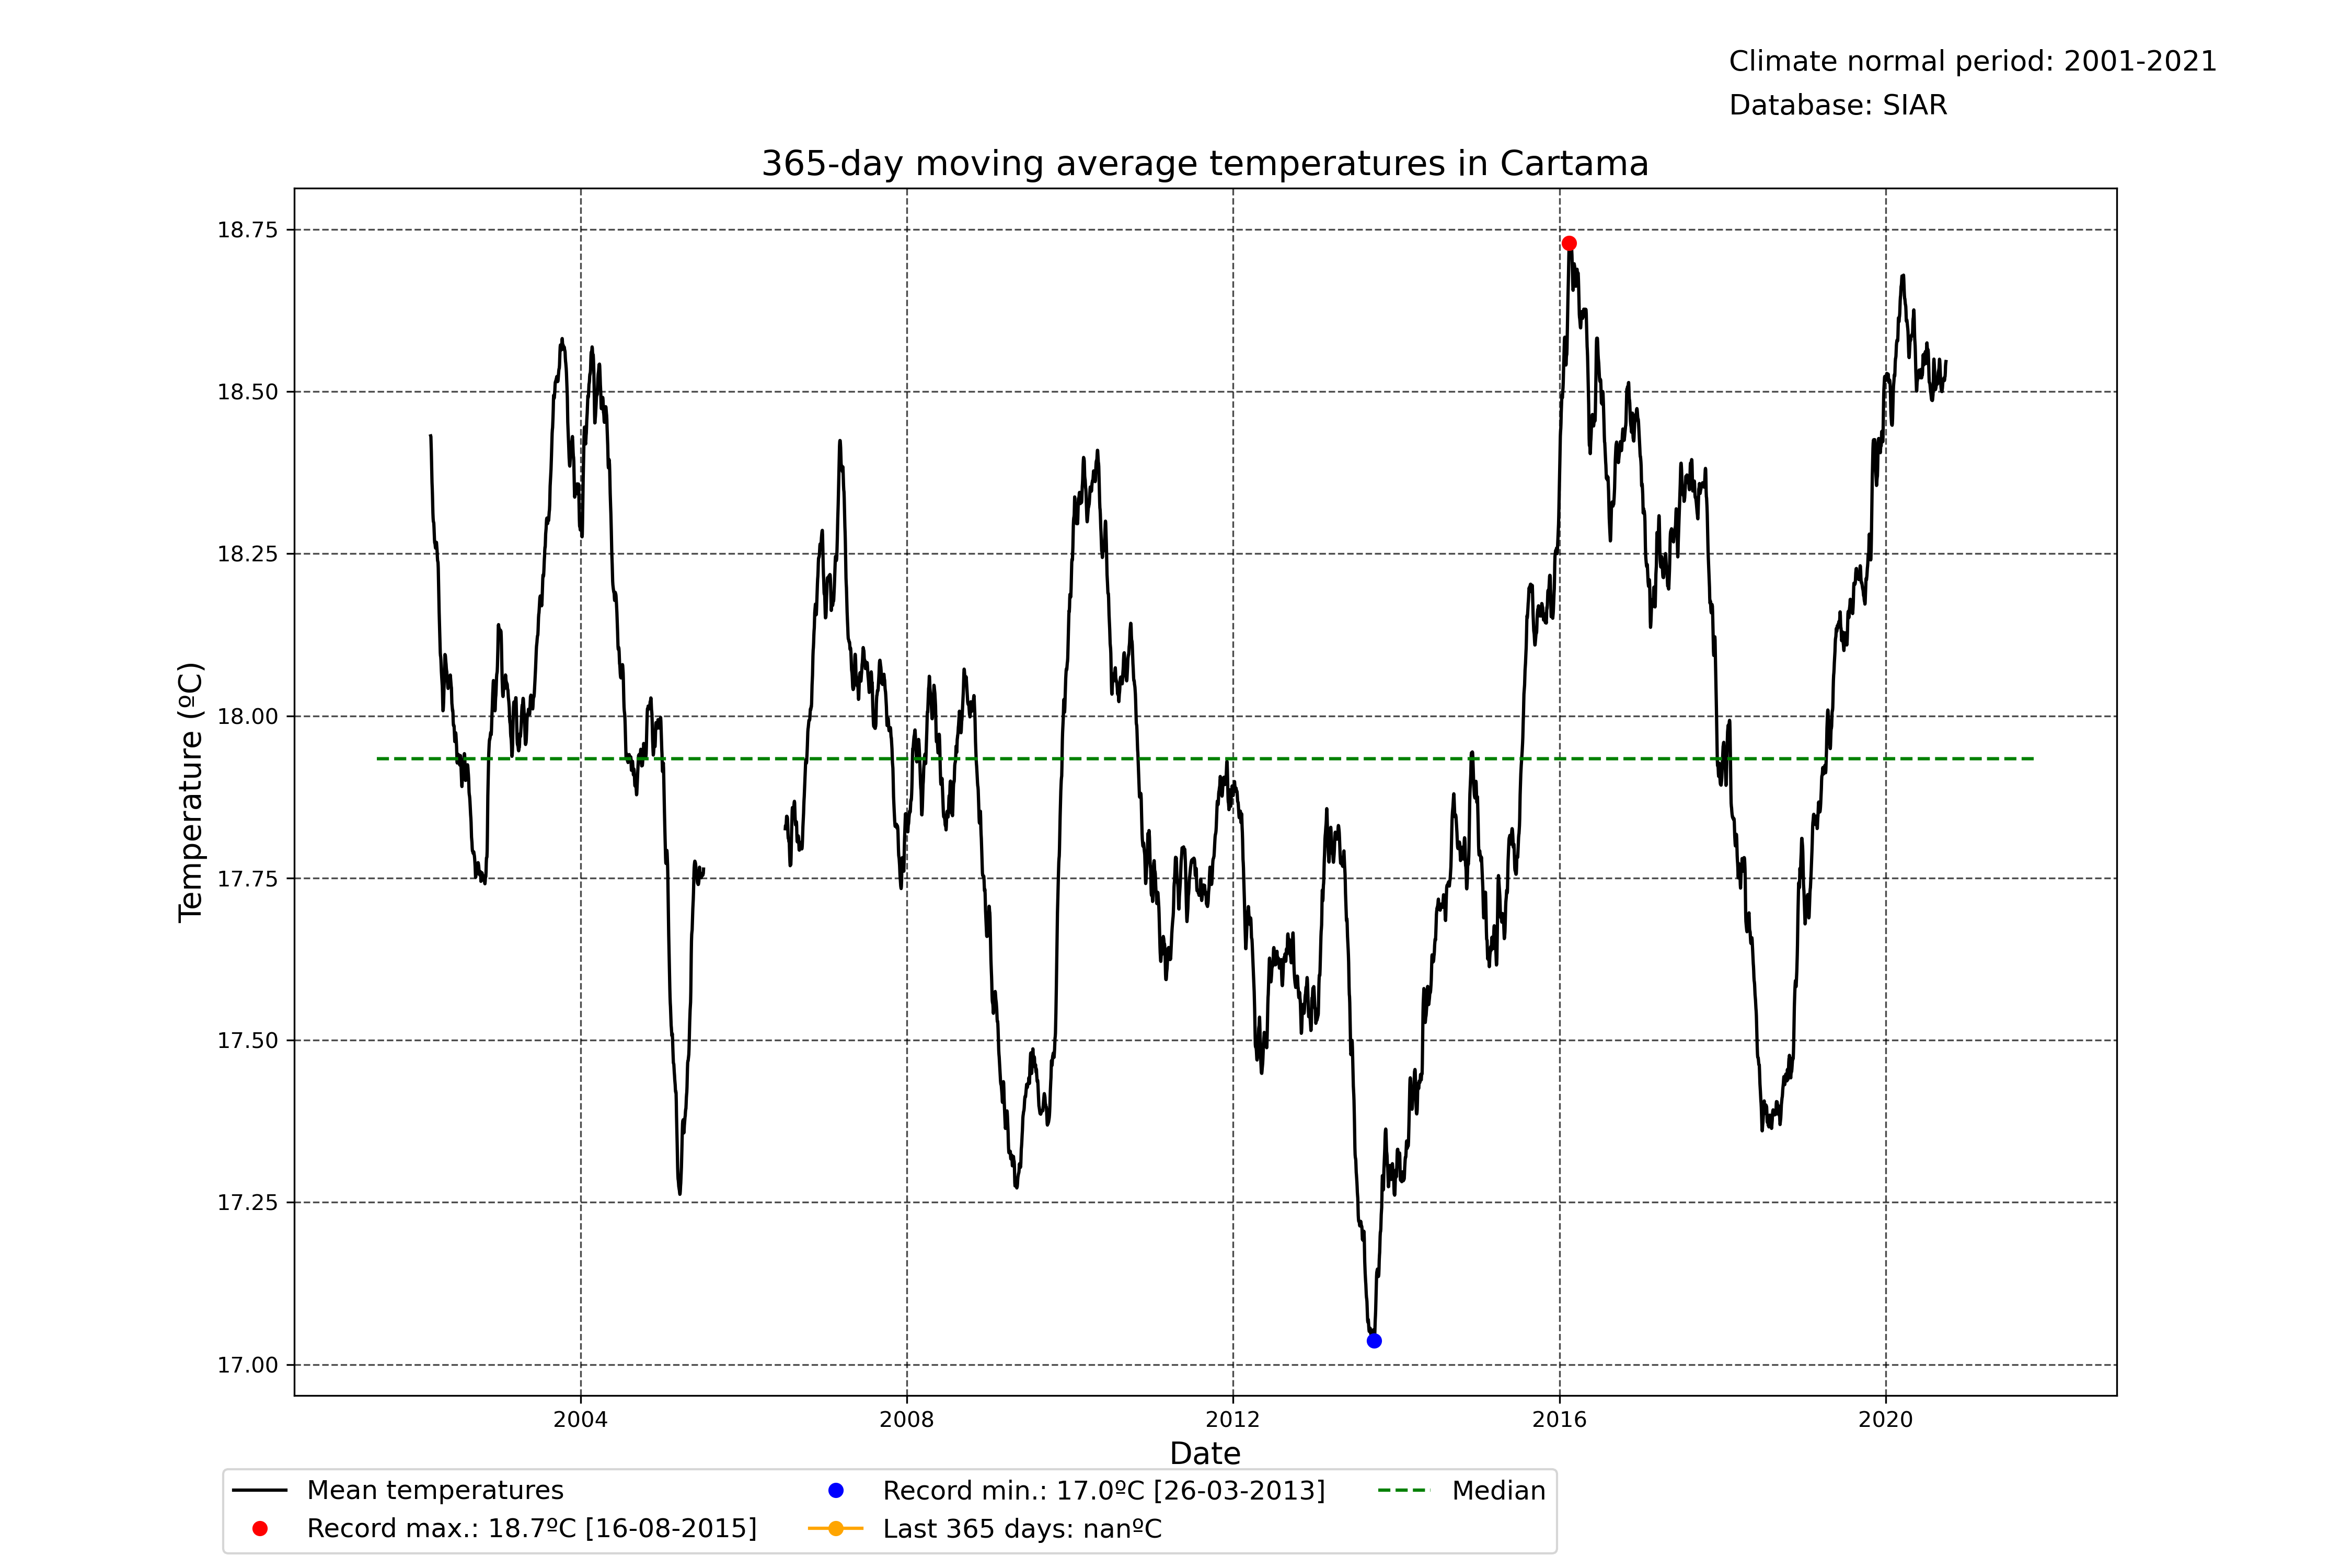 Climate normal period: 2001-2021
Database: SIAR
365-day moving average temperatures in Cartama
Temperature (ºC)
18.75
18.50
18.25
18.00
17.75
17.50
17.25
17.00
2004 2008 2012 2016 2020
Date
Mean temperatures
Record max.: 18.7ºC [16-08-2015]
Record min.: 17.0ºC [26-03-2013]
Last 365 days: nanºC
Median